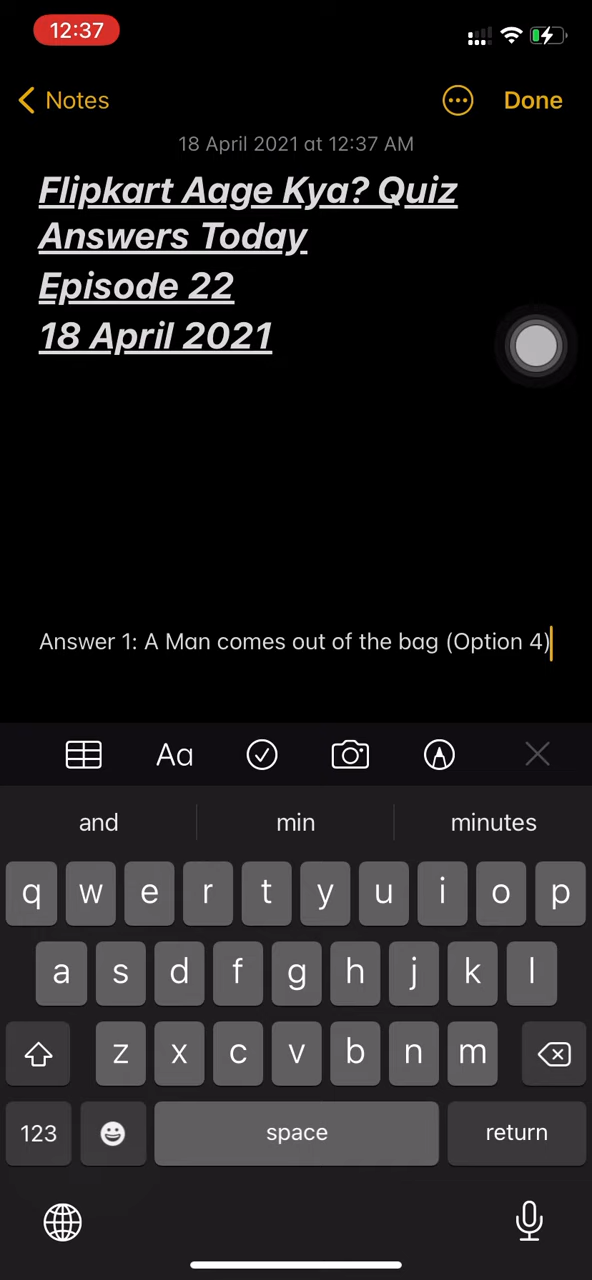 12:37
Notes
Done
18 April 2021 at 12:37 AM
Flipkart Aage Kya? Quiz
Answers Today
Episode 22
18 April 2021
Answer 1: A Man comes out of the bag (Option 4)
Aa
and min minutes
q w e r t y u i o p
a s d f g h j k l
z x c v b n m
123 space return